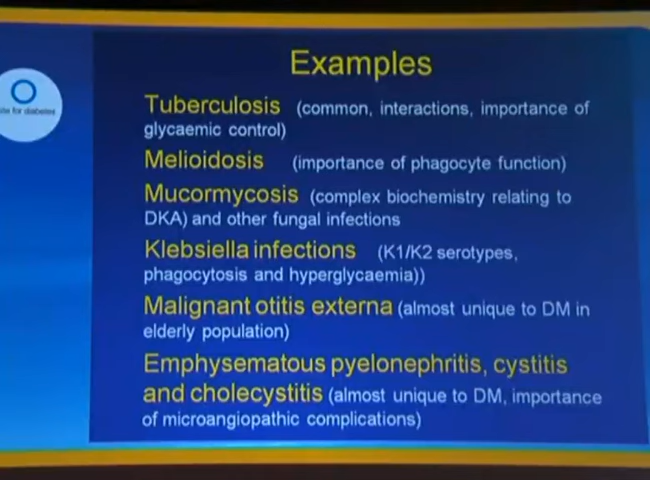 Examples
for diabetes
Tuberculosis (common, interactions, importance of
glycaemic control)
Melioidosis (importance of phagocyte function)
Mucormycosis (complex biochemistry relating to
DKA) and other fungal infections
Klebsiella infections (K1/K2 serotypes,
phagocytosis and hyperglycaemia))
Malignant otitis externa (almost unique to DM in
elderly population)
Emphysematous pyelonephritis, cystitis
and cholecystitis (almost unique to DM, importance
of microangiopathic complications)